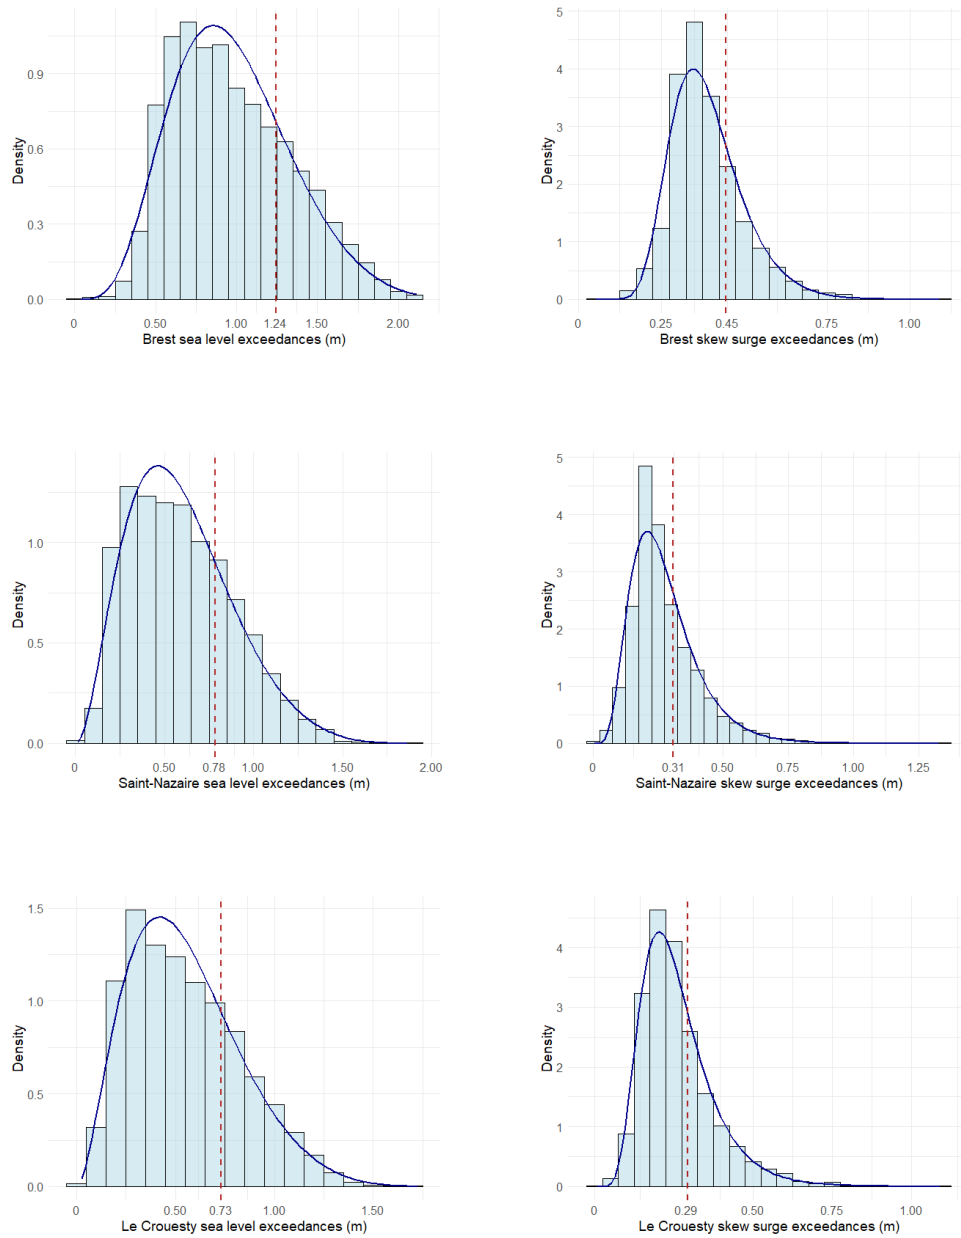 Density
0.9
0.6
0.3
0.0
0 0.50 1.00 1.24 1.50 2.00
Brest sea level exceedances (m)
Density
5
4
3
2
1
0
0 0.25 0.45 0.75 1.00
Brest skew surge exceedances (m)
Density
1.0
0.5
0.0
0 0.50 0.78 1.00 1.50 2.00
Saint-Nazaire sea level exceedances (m)
Density
5
4
3
2
1
0
0 0.31 0.50 0.75 1.00 1.25
Saint-Nazaire skew surge exceedances (m)
Density
1.5
1.0
0.5
0.0
0 0.50 0.73 1.00 1.50
Le Crouesty sea level exceedances (m)
Density
4
3
2
1
0
0 0.29 0.50 0.75 1.00
Le Crouesty skew surge exceedances (m)